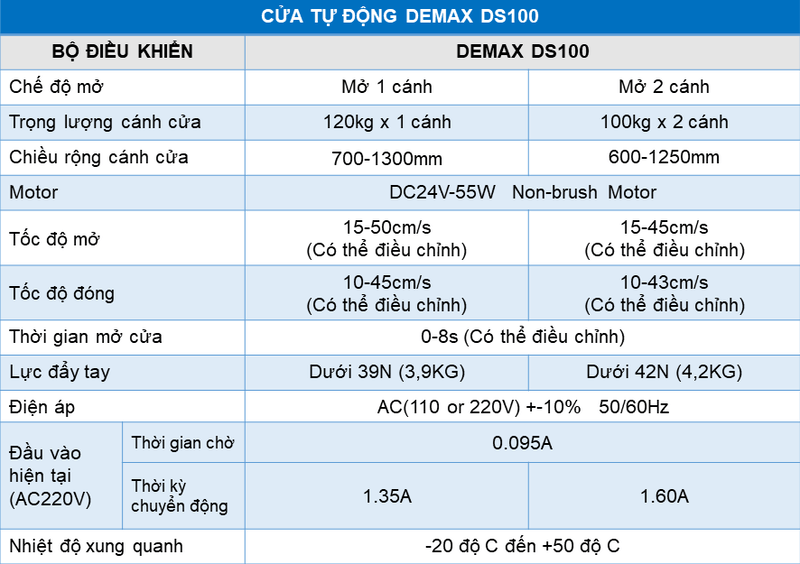 CỬA TỰ ĐỘNG DEMAX DS100
BỘ ĐIỀU KHIỂN DEMAX DS100
Chế độ mở Mở 1 cánh Mở 2 cánh
Trọng lượng cánh cửa 120kg x 1 cánh 100kg x 2 cánh
Chiều rộng cánh cửa 700-1300mm 600-1250mm
Motor DC24V-55W Non-brush Motor
Tốc độ mở
15-50cm/s
(Có thể điều chỉnh)
15-45cm/s
(Có thể điều chỉnh)
Tốc độ đóng
10-45cm/s
(Có thể điều chỉnh)
10-43cm/s
(Có thể điều chỉnh)
Thời gian mở cửa 0-8s (Có thể điều chỉnh)
Lực đẩy tay Dưới 39N (3,9KG) Dưới 42N (4,2KG)
Điện áp AC(110 or 220V) +-10% 50/60Hz
Đầu vào
hiện tại
(AC220V)
Thời gian chờ 0.095A
Thời kỳ
chuyển động
1.35A 1.60A
Nhiệt độ xung quanh -20 độ C đến +50 độ C